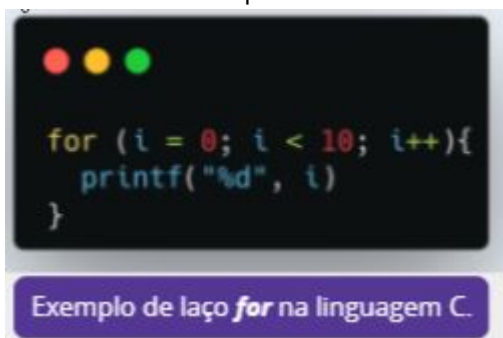 for (i = 0; i < 10; i++){
  printf("%d", i)
}
Exemplo de laço for na linguagem C.